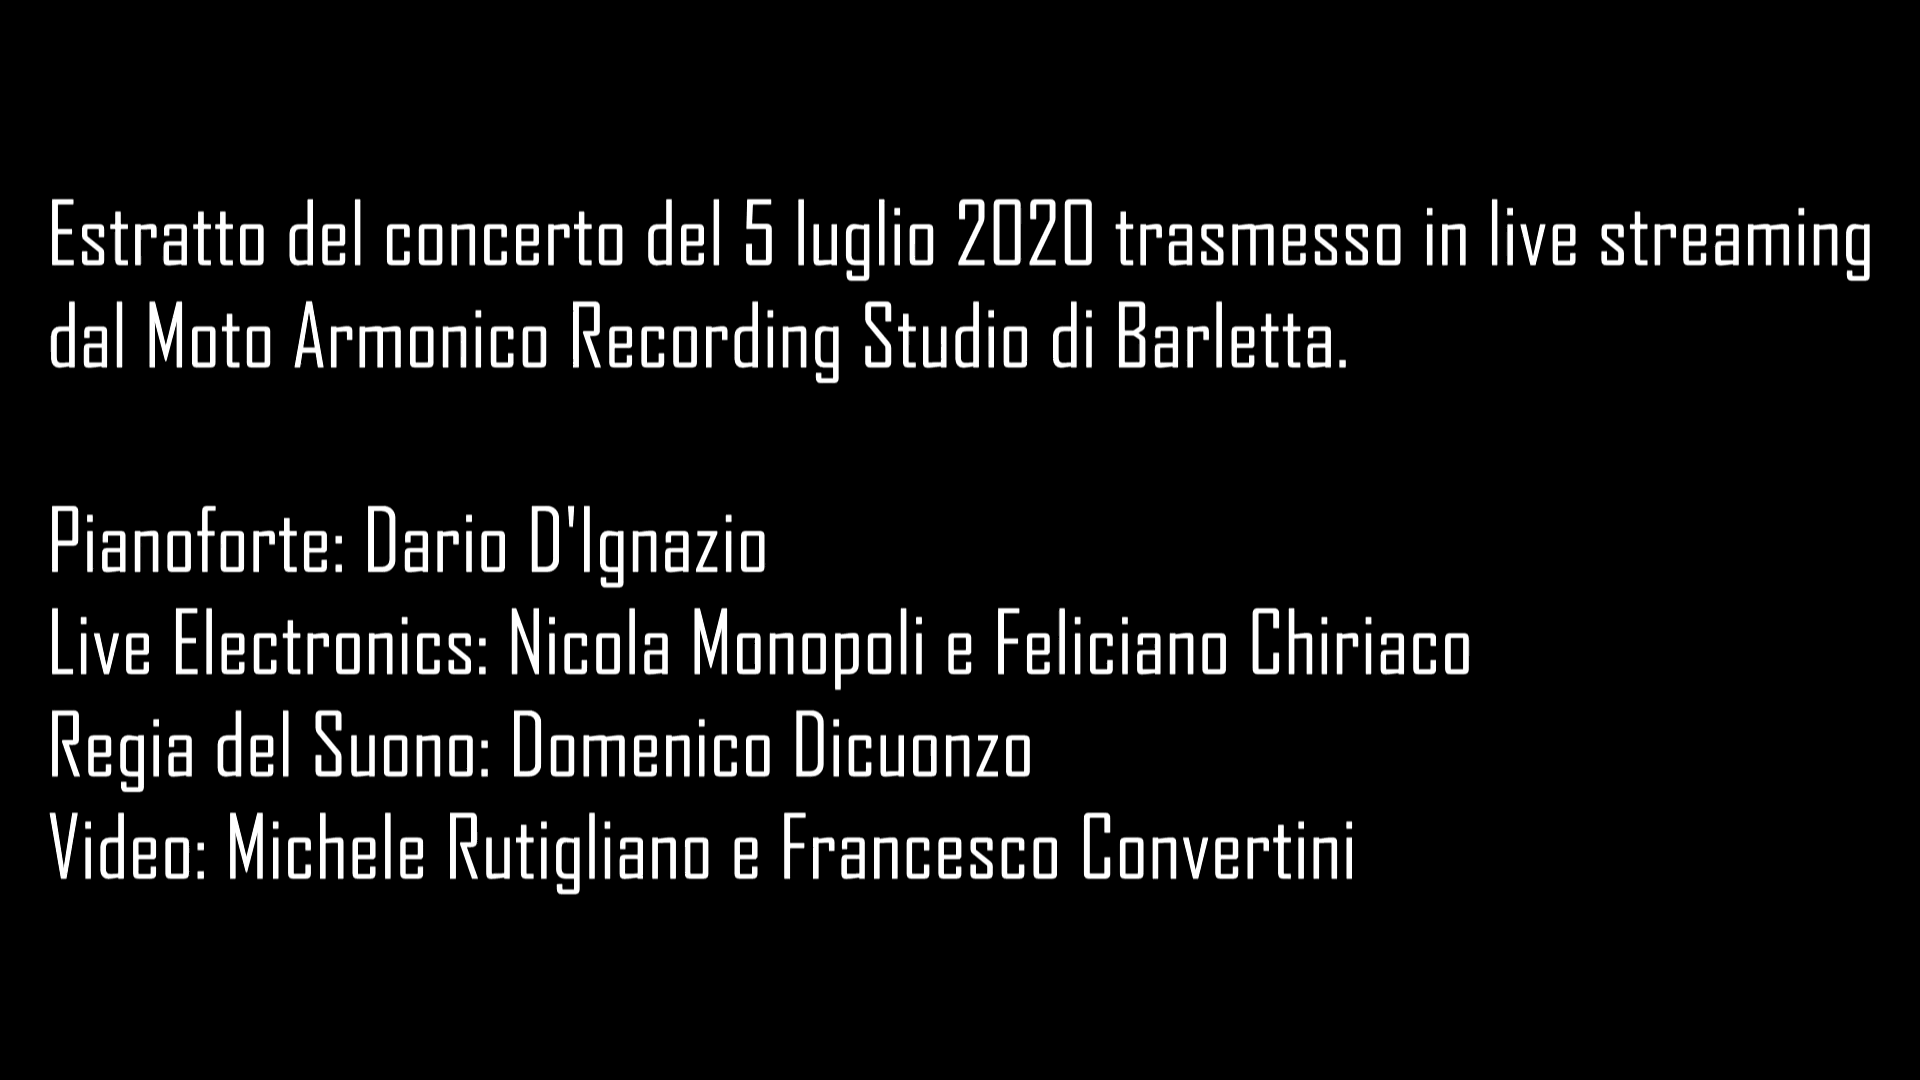 Estratto del concerto del 5 luglio 2020 trasmesso in live streaming
dal Moto Armonico Recording Studio di Barletta.
Pianoforte: Dario D'Ignazio
Live Electronics: Nicola Monopoli e Feliciano Chiriaco
Regia del Suono: Domenico Dicuonzo
Video: Michele Rutigliano e Francesco Convertini